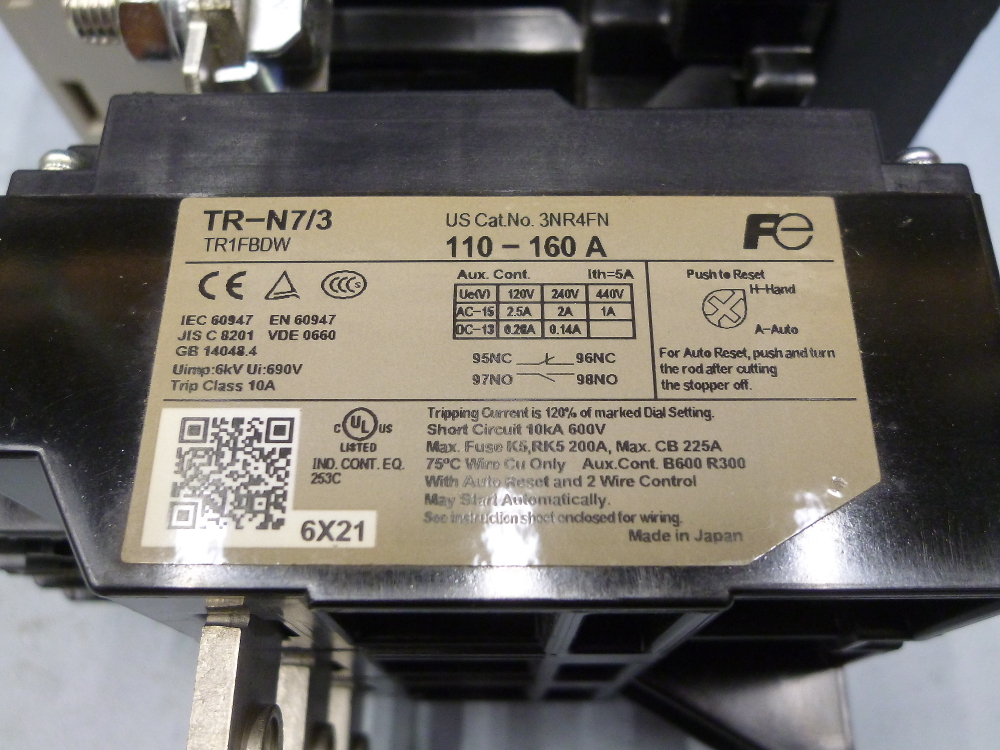 TR-N7/3
TR1FBDW
US Cat.No. 3NR4FN
110 - 160 A
Fe
CE
CCC
IEC 60947 EN 60947
JIS C 8201 VDE 0660
GB 14048.4
Uimp:6kV Ui:690V
Trip Class 10A
Aux. Cont. Ith=5A
Ue(V) 120V 240V 440V
AC-15 2.5A 2A 1A
DC-13 0.28A 0.14A
95NC 96NC
97NO 98NO
Push to Reset
H-Hand
A-Auto
For Auto Reset, push and turn
the rod after cutting
the stopper off.
6X21
C UL US
LISTED
IND. CONT. EQ.
253C
Tripping Current is 120% of marked Dial Setting.
Short Circuit 10kA 600V
Max. Fuse K5,RK5 200A, Max. CB 225A
75°C Wire Cu Only Aux.Cont. B600 R300
With Auto Reset and 2 Wire Control
May Start Automatically.
See instruction sheet enclosed for wiring.
Made in Japan